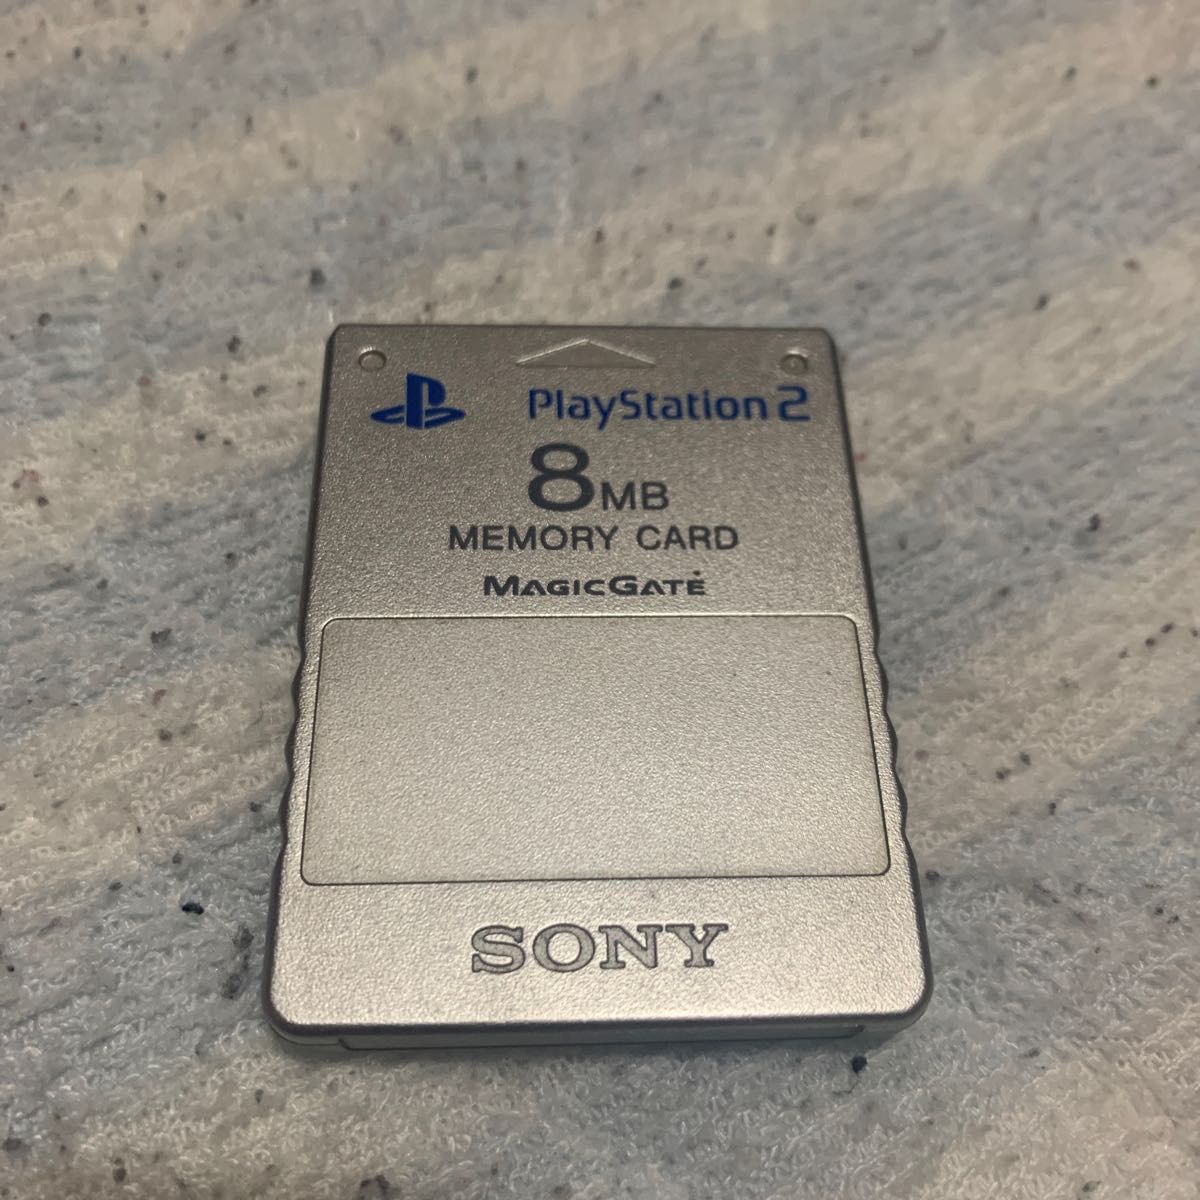 PlayStation 2
8MB
MEMORY CARD
MAGICGATE
SONY